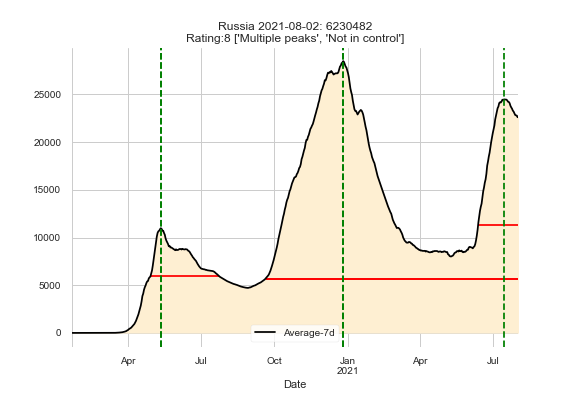 Russia 2021-08-02: 6230482
Rating:8 ['Multiple peaks', 'Not in control']
25000
20000
15000
10000
5000
0
Average-7d
Apr
Jul
Oct
Jan
2021
Apr
Jul
Date